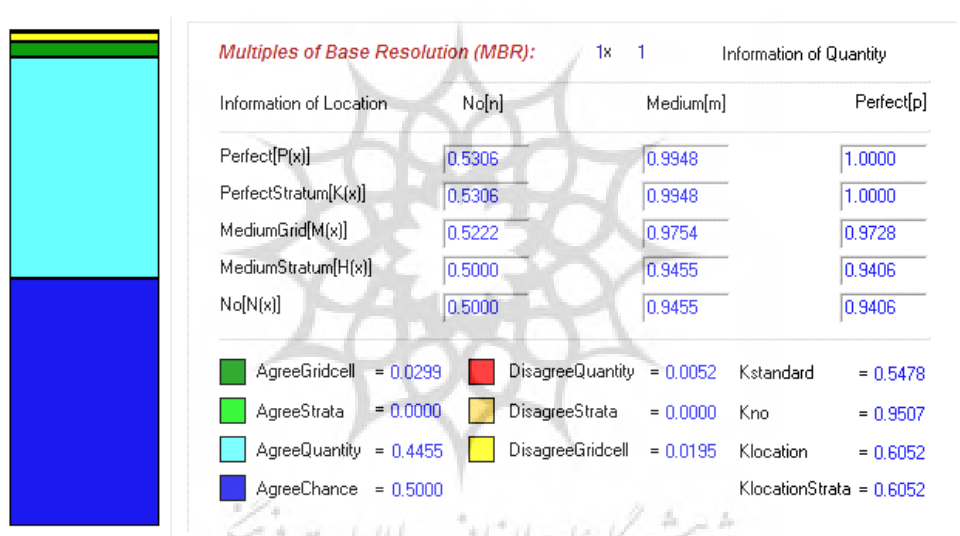 Multiples of Base Resolution (MBR): 1x 1 Information of Quantity
Information of Location No[n] Medium[m] Perfect[p]
Perfect[P(x)] 0.5306 0.9948 1.0000
PerfectStratum[K(x)] 0.5306 0.9948 1.0000
MediumGrid[M(x)] 0.5222 0.9754 0.9728
MediumStratum[H(x)] 0.5000 0.9455 0.9406
No[N(x)] 0.5000 0.9455 0.9406
AgreeGridcell = 0.0299 DisagreeQuantity = 0.0052 Kstandard = 0.5478
AgreeStrata = 0.0000 DisagreeStrata = 0.0000 Kno = 0.9507
AgreeQuantity = 0.4455 DisagreeGridcell = 0.0195 Klocation = 0.6052
AgreeChance = 0.5000 KlocationStrata = 0.6052